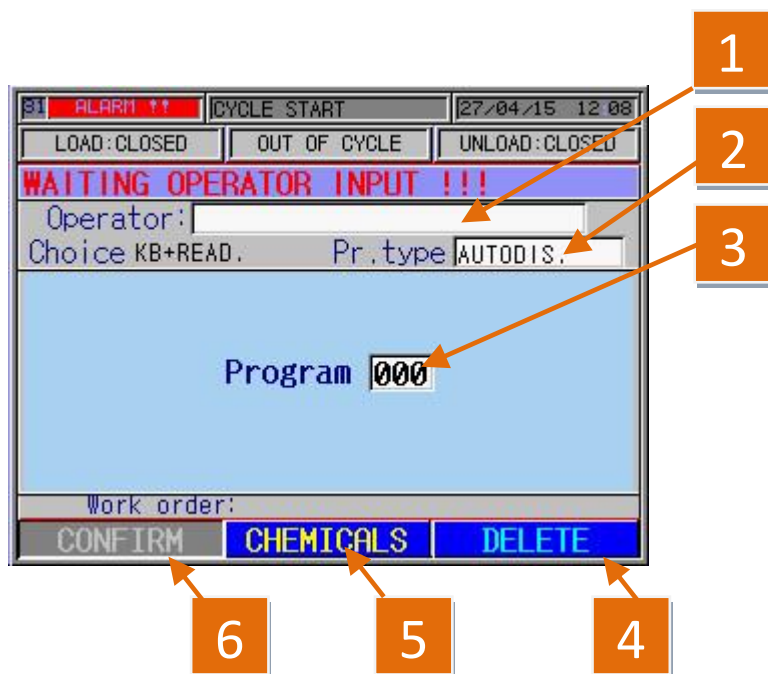 1
81 ALARM !! CYCLE START 27/04/15 12:08
LOAD:CLOSED OUT OF CYCLE UNLOAD:CLOSED
2
WAITING OPERATOR INPUT !!!
Operator:
Choice KB+READ. Pr.type AUTODIS.
3
Program 000
Work order:
CONFIRM CHEMICALS DELETE
6 5 4